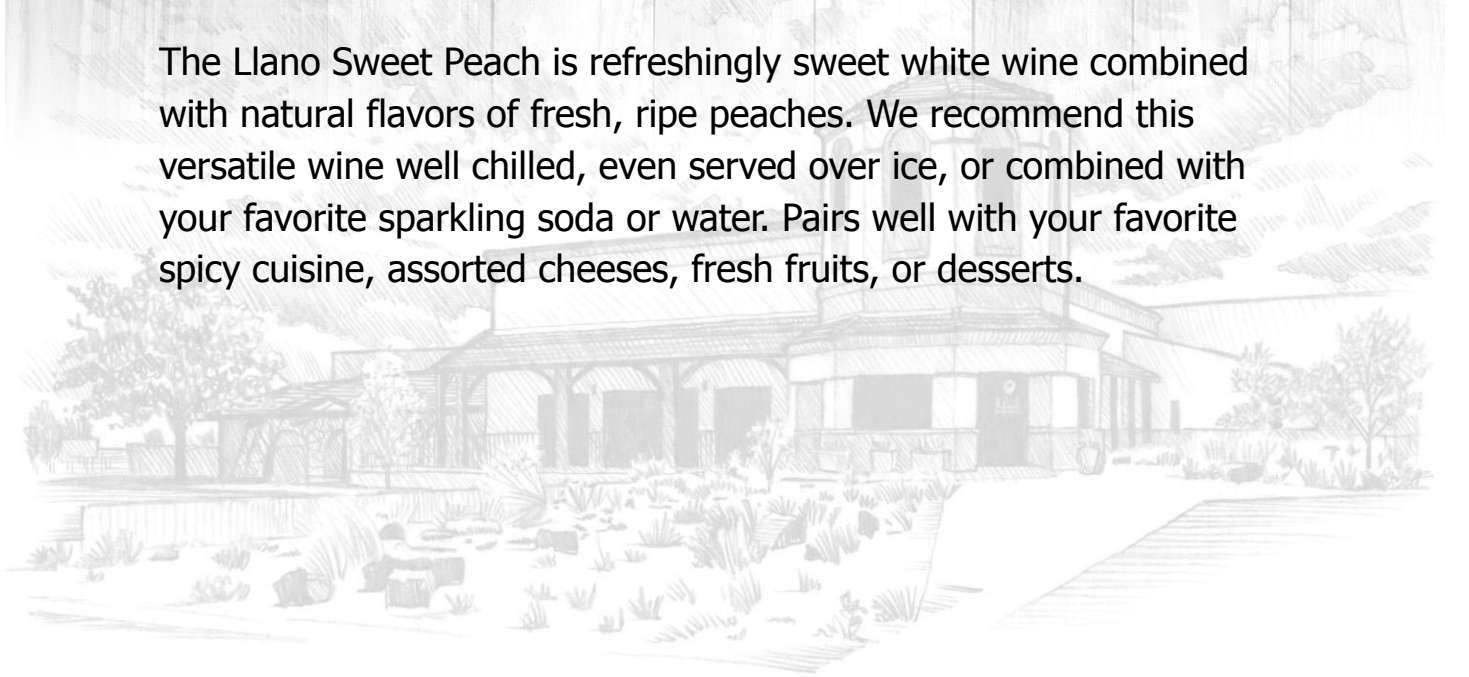 The Llano Sweet Peach is refreshingly sweet white wine combined
with natural flavors of fresh, ripe peaches. We recommend this
versatile wine well chilled, even served over ice, or combined with
your favorite sparkling soda or water. Pairs well with your favorite
spicy cuisine, assorted cheeses, fresh fruits, or desserts.